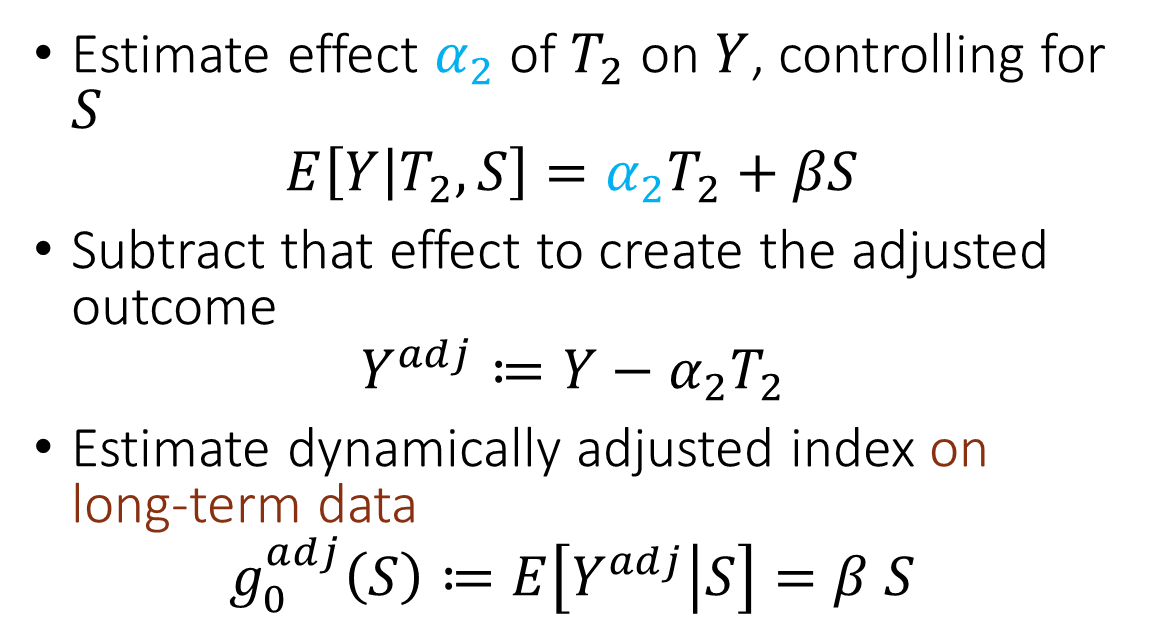 • Estimate effect α₂ of T₂ on Y, controlling for
S
E[Y|T₂, S] = α₂T₂ + βS
• Subtract that effect to create the adjusted
outcome
Y^{adj} ≔ Y − α₂T₂
• Estimate dynamically adjusted index on
long-term data
g₀^{adj}(S) ≔ E[Y^{adj}|S] = β S